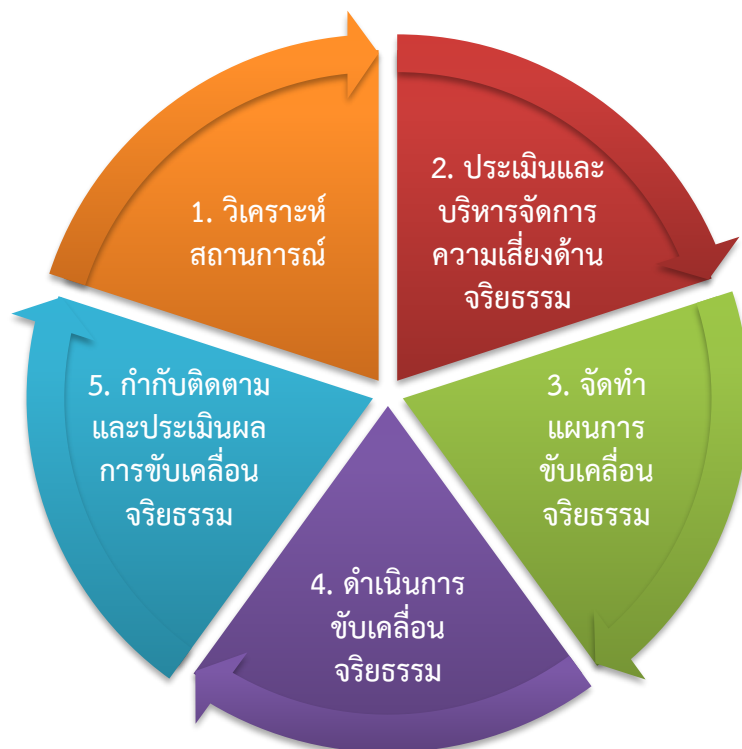 1. วิเคราะห์
สถานการณ์
2. ประเมินและ
บริหารจัดการ
ความเสี่ยงด้าน
จริยธรรม
3. จัดทำ
แผนการ
ขับเคลื่อน
จริยธรรม
4. ดำเนินการ
ขับเคลื่อน
จริยธรรม
5. กำกับติดตาม
และประเมินผล
การขับเคลื่อน
จริยธรรม